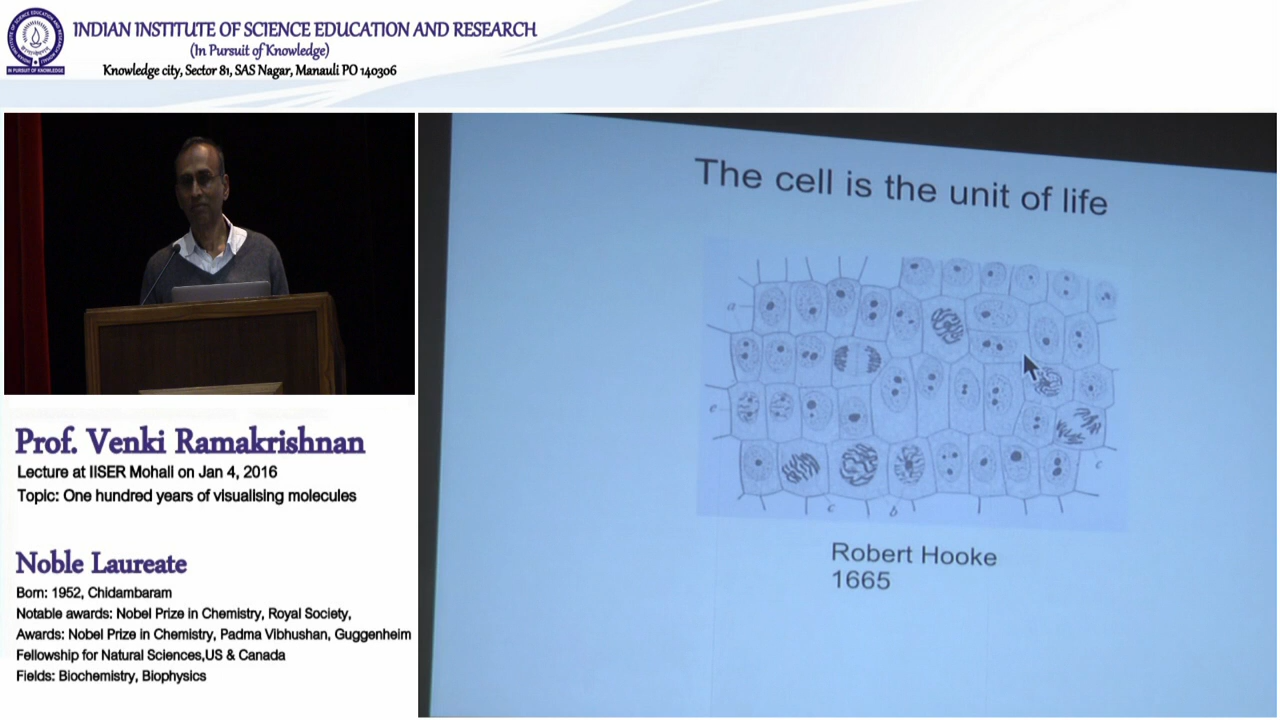 INDIAN INSTITUTE OF SCIENCE EDUCATION AND RESEARCH
(In Pursuit of Knowledge)
Knowledge city, Sector 81, SAS Nagar, Manauli PO 140306
IN PURSUIT OF KNOWLEDGE
The cell is the unit of life
a
e
c
c
b
Robert Hooke
1665
Prof. Venki Ramakrishnan
Lecture at IISER Mohali on Jan 4, 2016
Topic: One hundred years of visualising molecules
Noble Laureate
Born: 1952, Chidambaram
Notable awards: Nobel Prize in Chemistry, Royal Society,
Awards: Nobel Prize in Chemistry, Padma Vibhushan, Guggenheim
Fellowship for Natural Sciences,US & Canada
Fields: Biochemistry, Biophysics